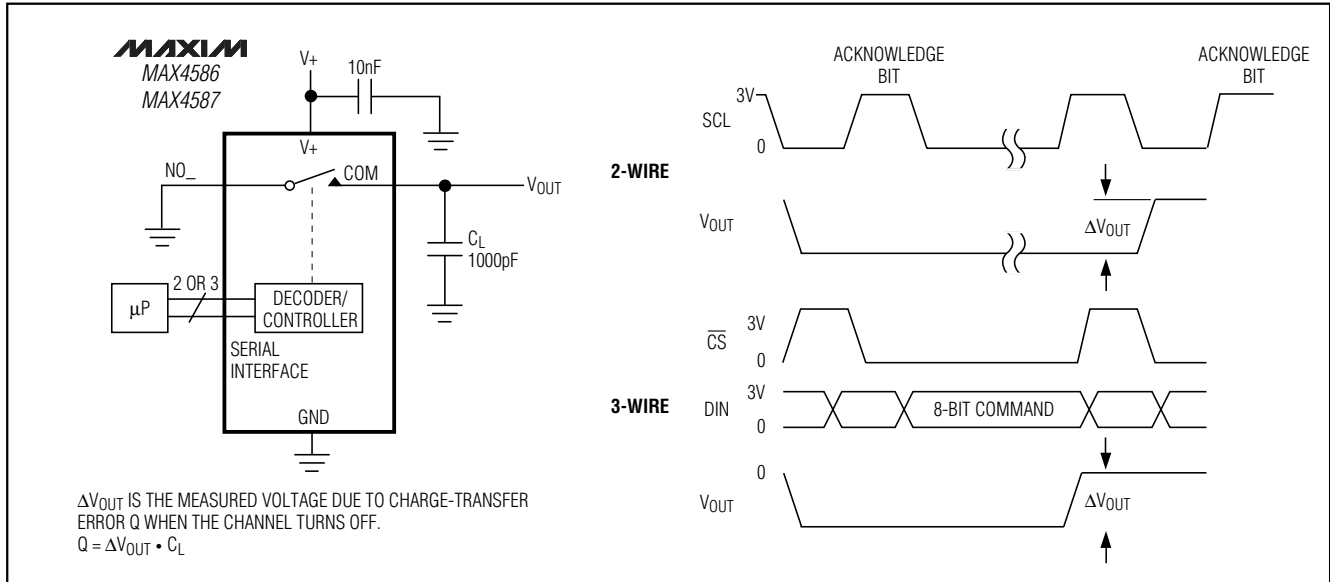 MAXIM
MAX4586
MAX4587
V+
10nF
V+
NO_
COM
VOUT
CL
1000pF
2 OR 3
µP
DECODER/
CONTROLLER
SERIAL
INTERFACE
GND
ΔVOUT IS THE MEASURED VOLTAGE DUE TO CHARGE-TRANSFER
ERROR Q WHEN THE CHANNEL TURNS OFF.
Q = ΔVOUT • CL
ACKNOWLEDGE
BIT
ACKNOWLEDGE
BIT
3V
SCL
0
2-WIRE
VOUT
ΔVOUT
3V
CS
0
3-WIRE
3V
DIN
8-BIT COMMAND
0
0
VOUT
ΔVOUT